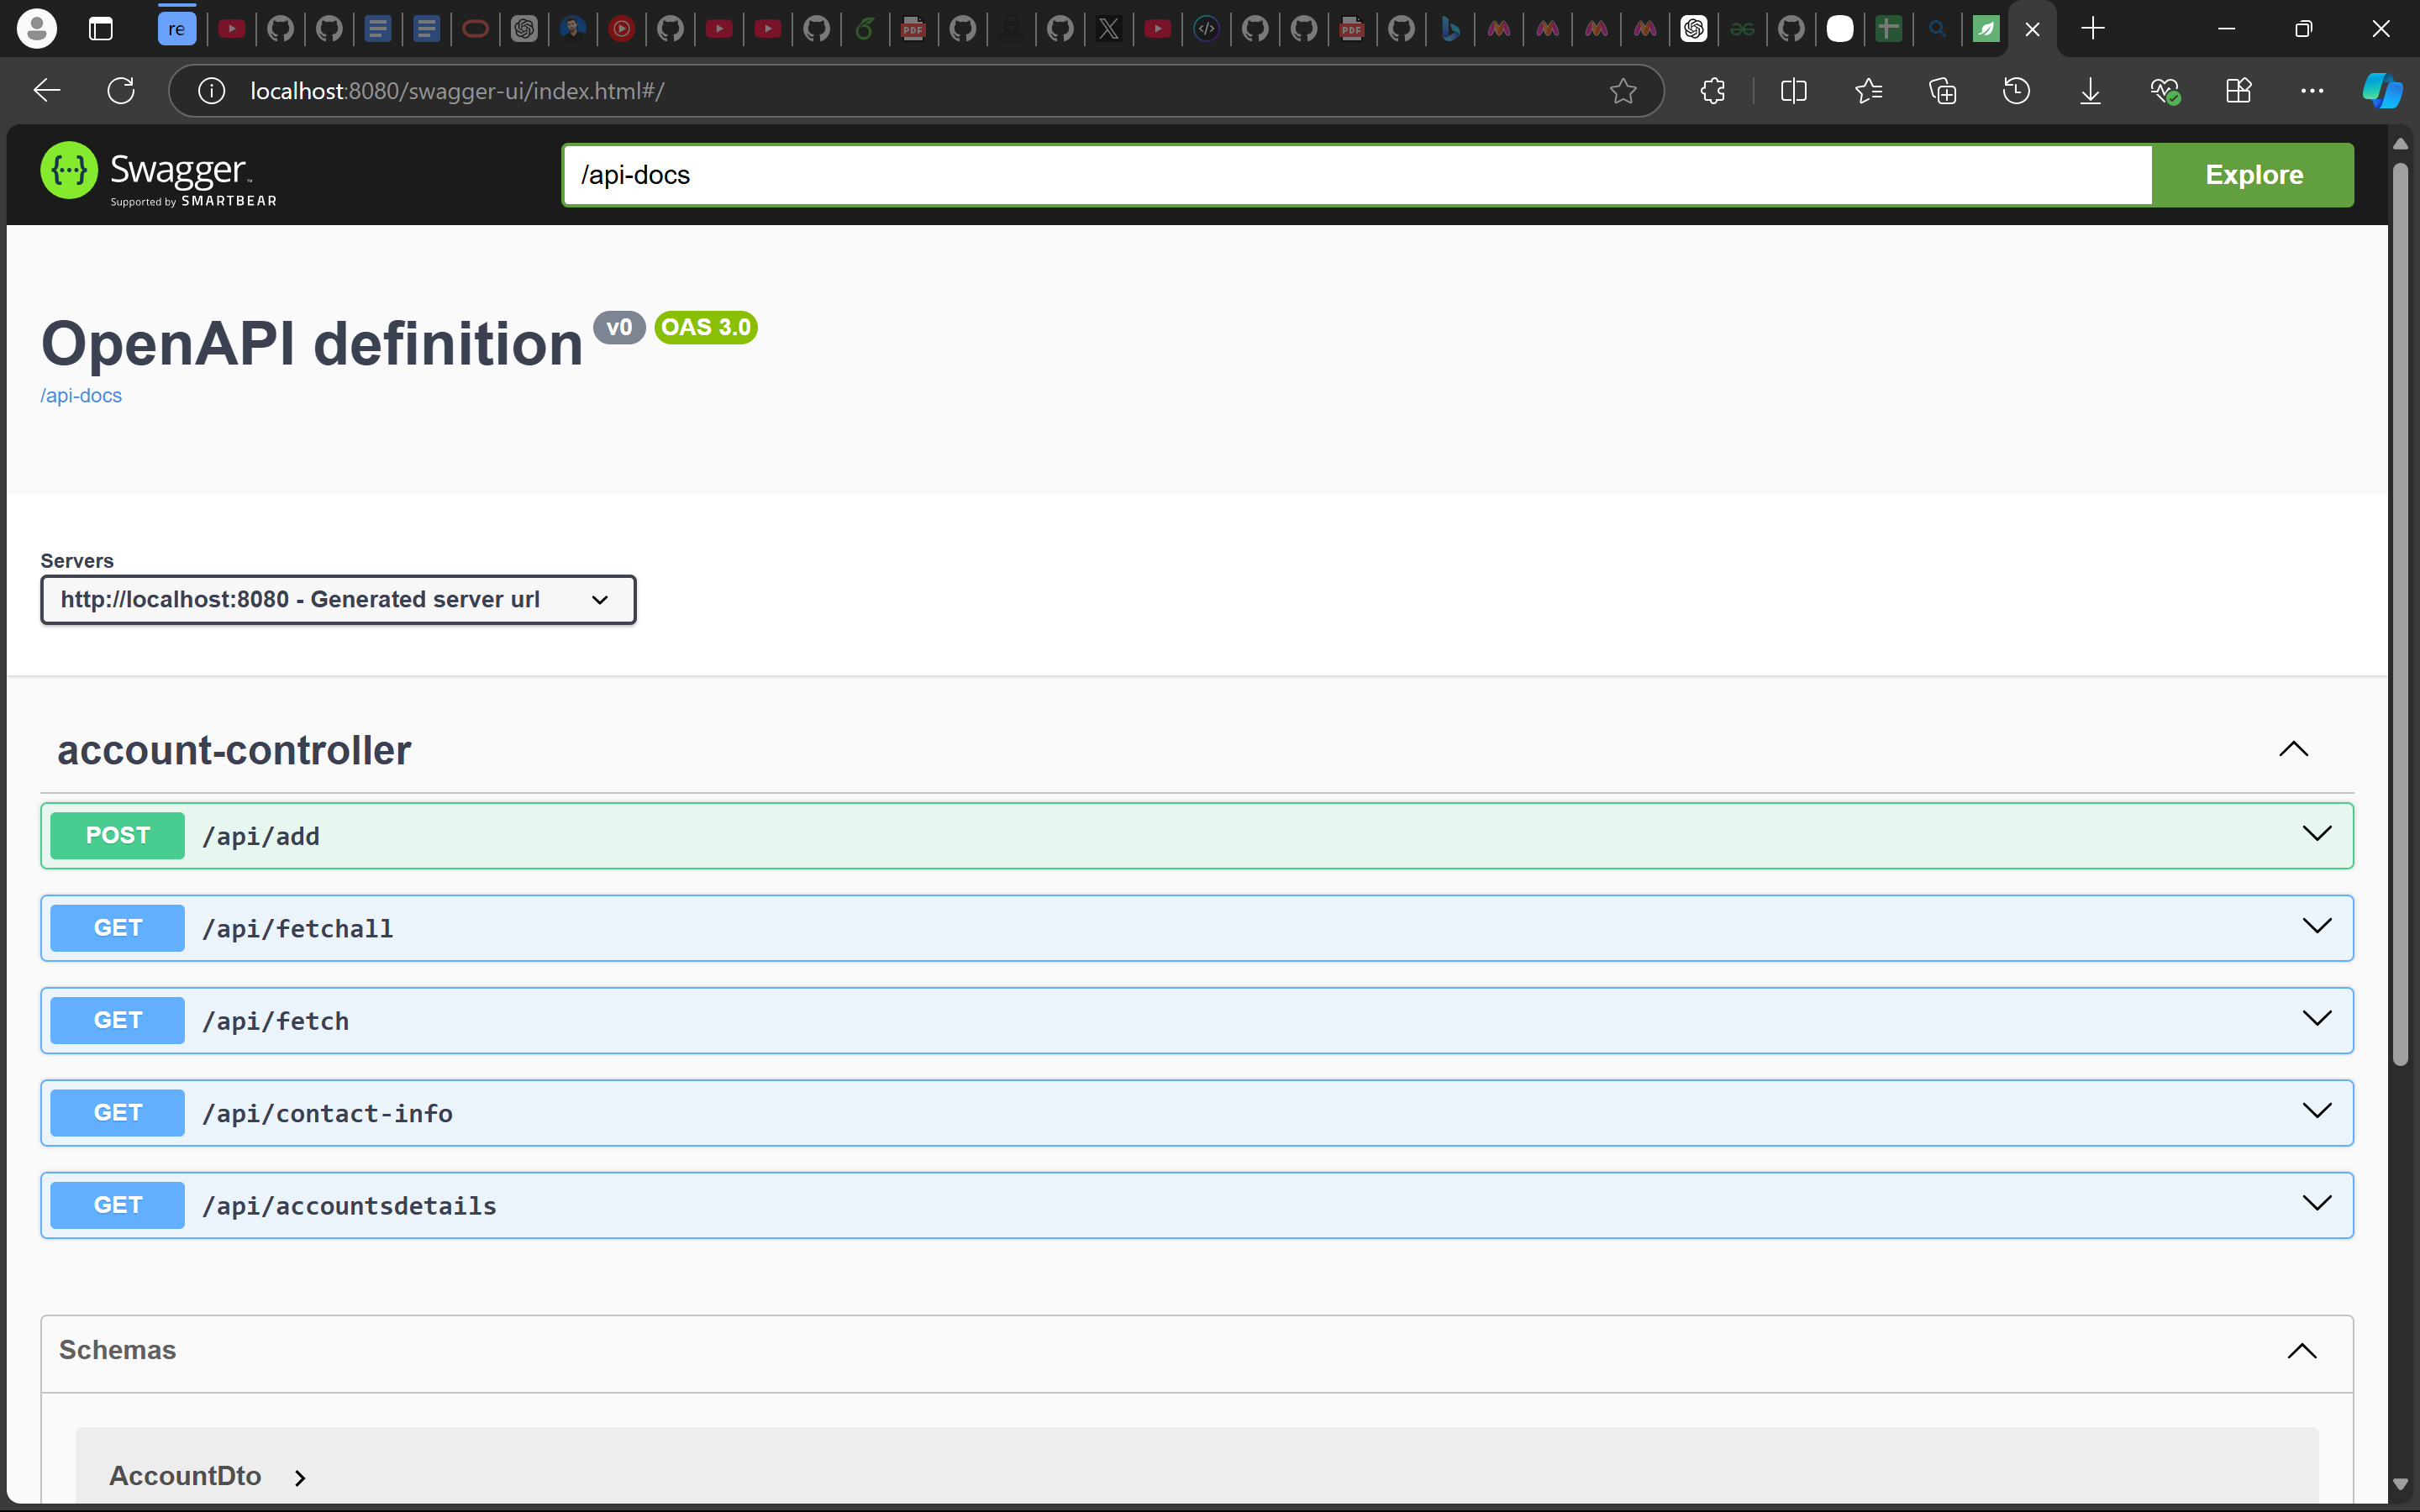 re
PDF
PDF
localhost:8080/swagger-ui/index.html#/
{···} Swagger
Supported by SMARTBEAR
/api-docs
Explore
OpenAPI definition v0 OAS 3.0
/api-docs
Servers
http://localhost:8080 - Generated server url
account-controller
POST /api/add
GET /api/fetchall
GET /api/fetch
GET /api/contact-info
GET /api/accountsdetails
Schemas
AccountDto